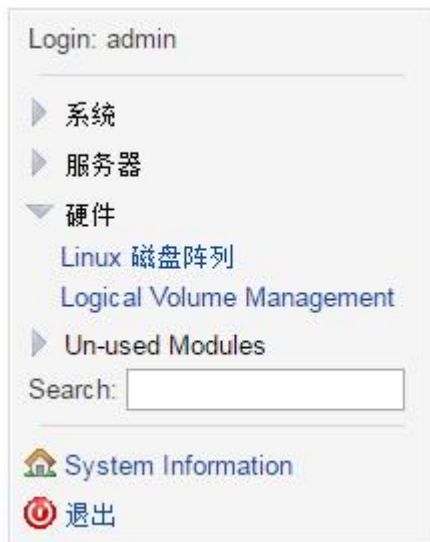 Login: admin
系统
服务器
硬件
Linux 磁盘阵列
Logical Volume Management
Un-used Modules
Search:
System Information
退出